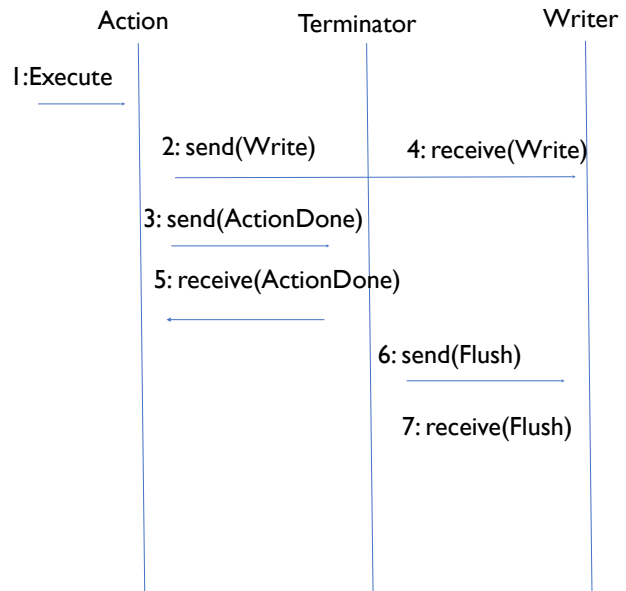 Action
Terminator
Writer
1:Execute
2: send(Write)
4: receive(Write)
3: send(ActionDone)
5: receive(ActionDone)
6: send(Flush)
7: receive(Flush)